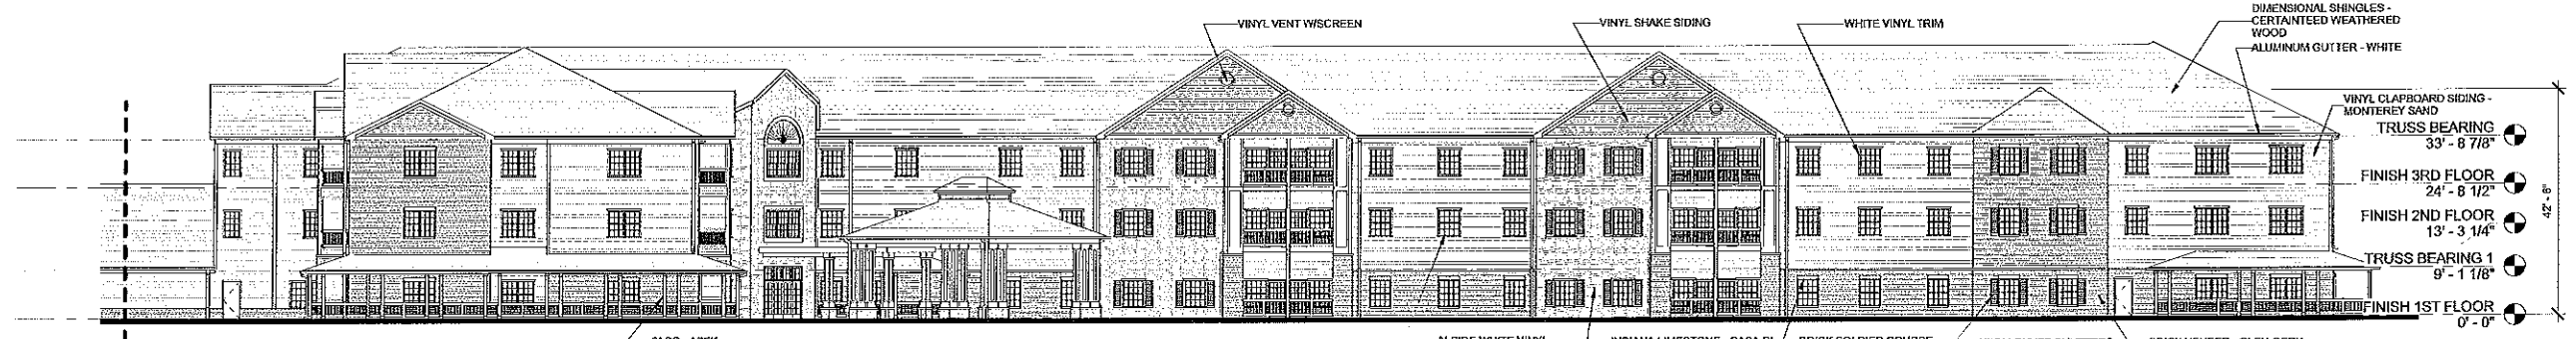 VINYL VENT W/SCREEN
VINYL SHAKE SIDING
WHITE VINYL TRIM
DIMENSIONAL SHINGLES -
CERTAINTEED WEATHERED
WOOD
ALUMINUM GUTTER - WHITE
VINYL CLAPBOARD SIDING -
MONTEREY SAND
TRUSS BEARING
33' - 8 7/8"
FINISH 3RD FLOOR
24' - 8 1/2"
FINISH 2ND FLOOR
13' - 3 1/4"
TRUSS BEARING 1
9' - 1 1/8"
FINISH 1ST FLOOR
0' - 0"
42' - 8"